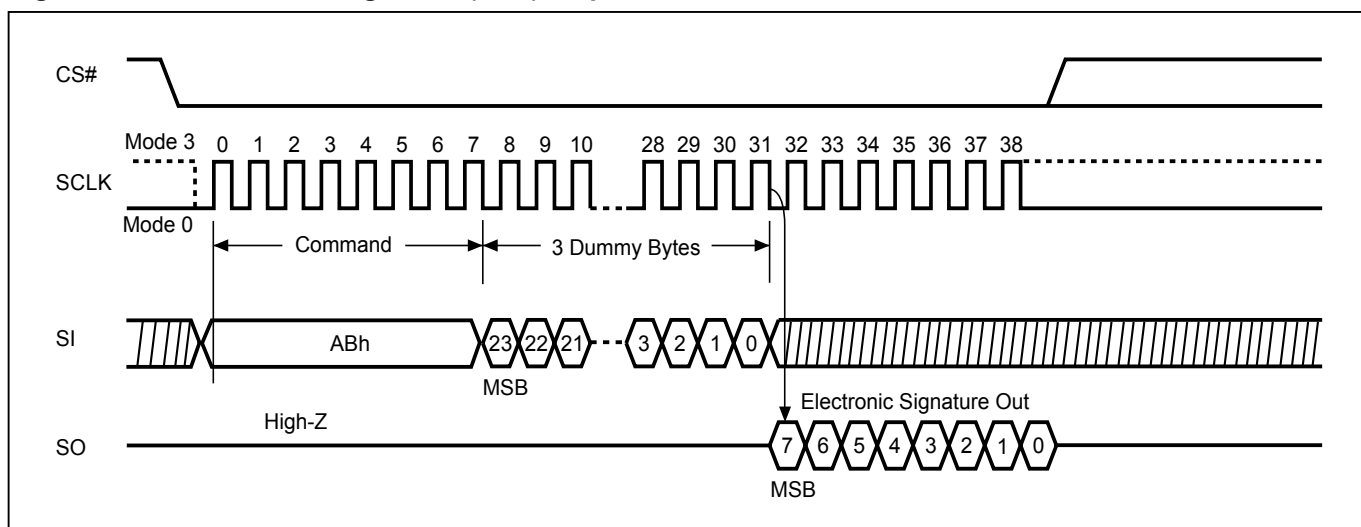 CS#
Mode 3 0 1 2 3 4 5 6 7 8 9 10 28 29 30 31 32 33 34 35 36 37 38
SCLK
Mode 0
Command 3 Dummy Bytes
SI ABh 23 22 21 3 2 1 0
MSB
High-Z Electronic Signature Out
SO 7 6 5 4 3 2 1 0
MSB